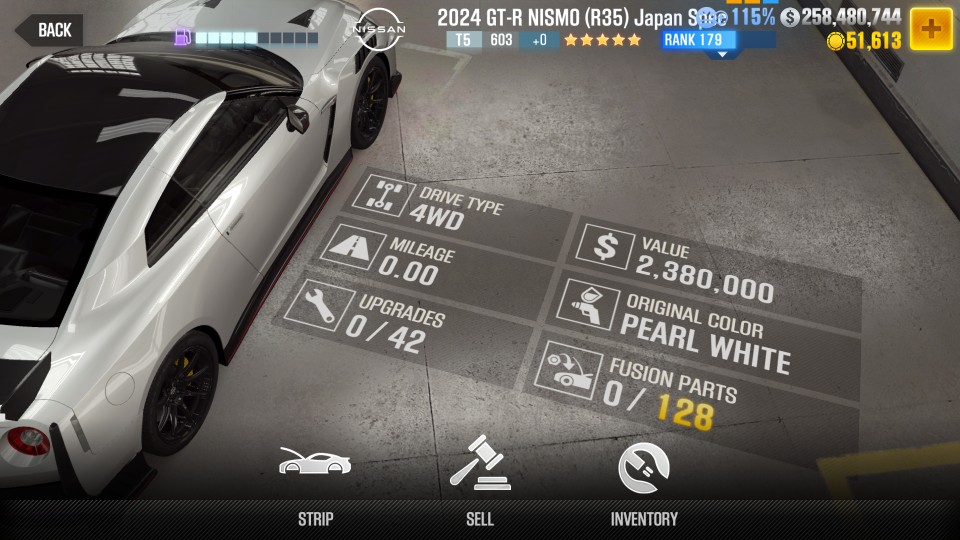 BACK
NISSAN
2024 GT-R NISMO (R35) Japan Spec
115%
258,480,744
T5 603 +0
RANK 179
51,613
DRIVE TYPE
4WD
MILEAGE
0.00
UPGRADES
0 / 42
VALUE
2,380,000
ORIGINAL COLOR
PEARL WHITE
FUSION PARTS
0 / 128
STRIP
SELL
INVENTORY